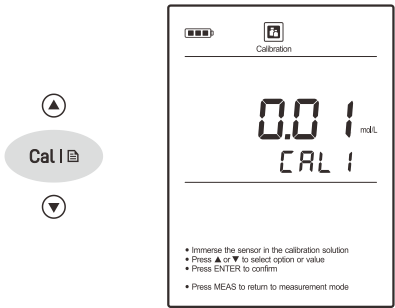 Calibration
0.01 mol/L
CAL 1
Cal |
• Immerse the sensor in the calibration solution
• Press ▲ or ▼ to select option or value
• Press ENTER to confirm
• Press MEAS to return to measurement mode